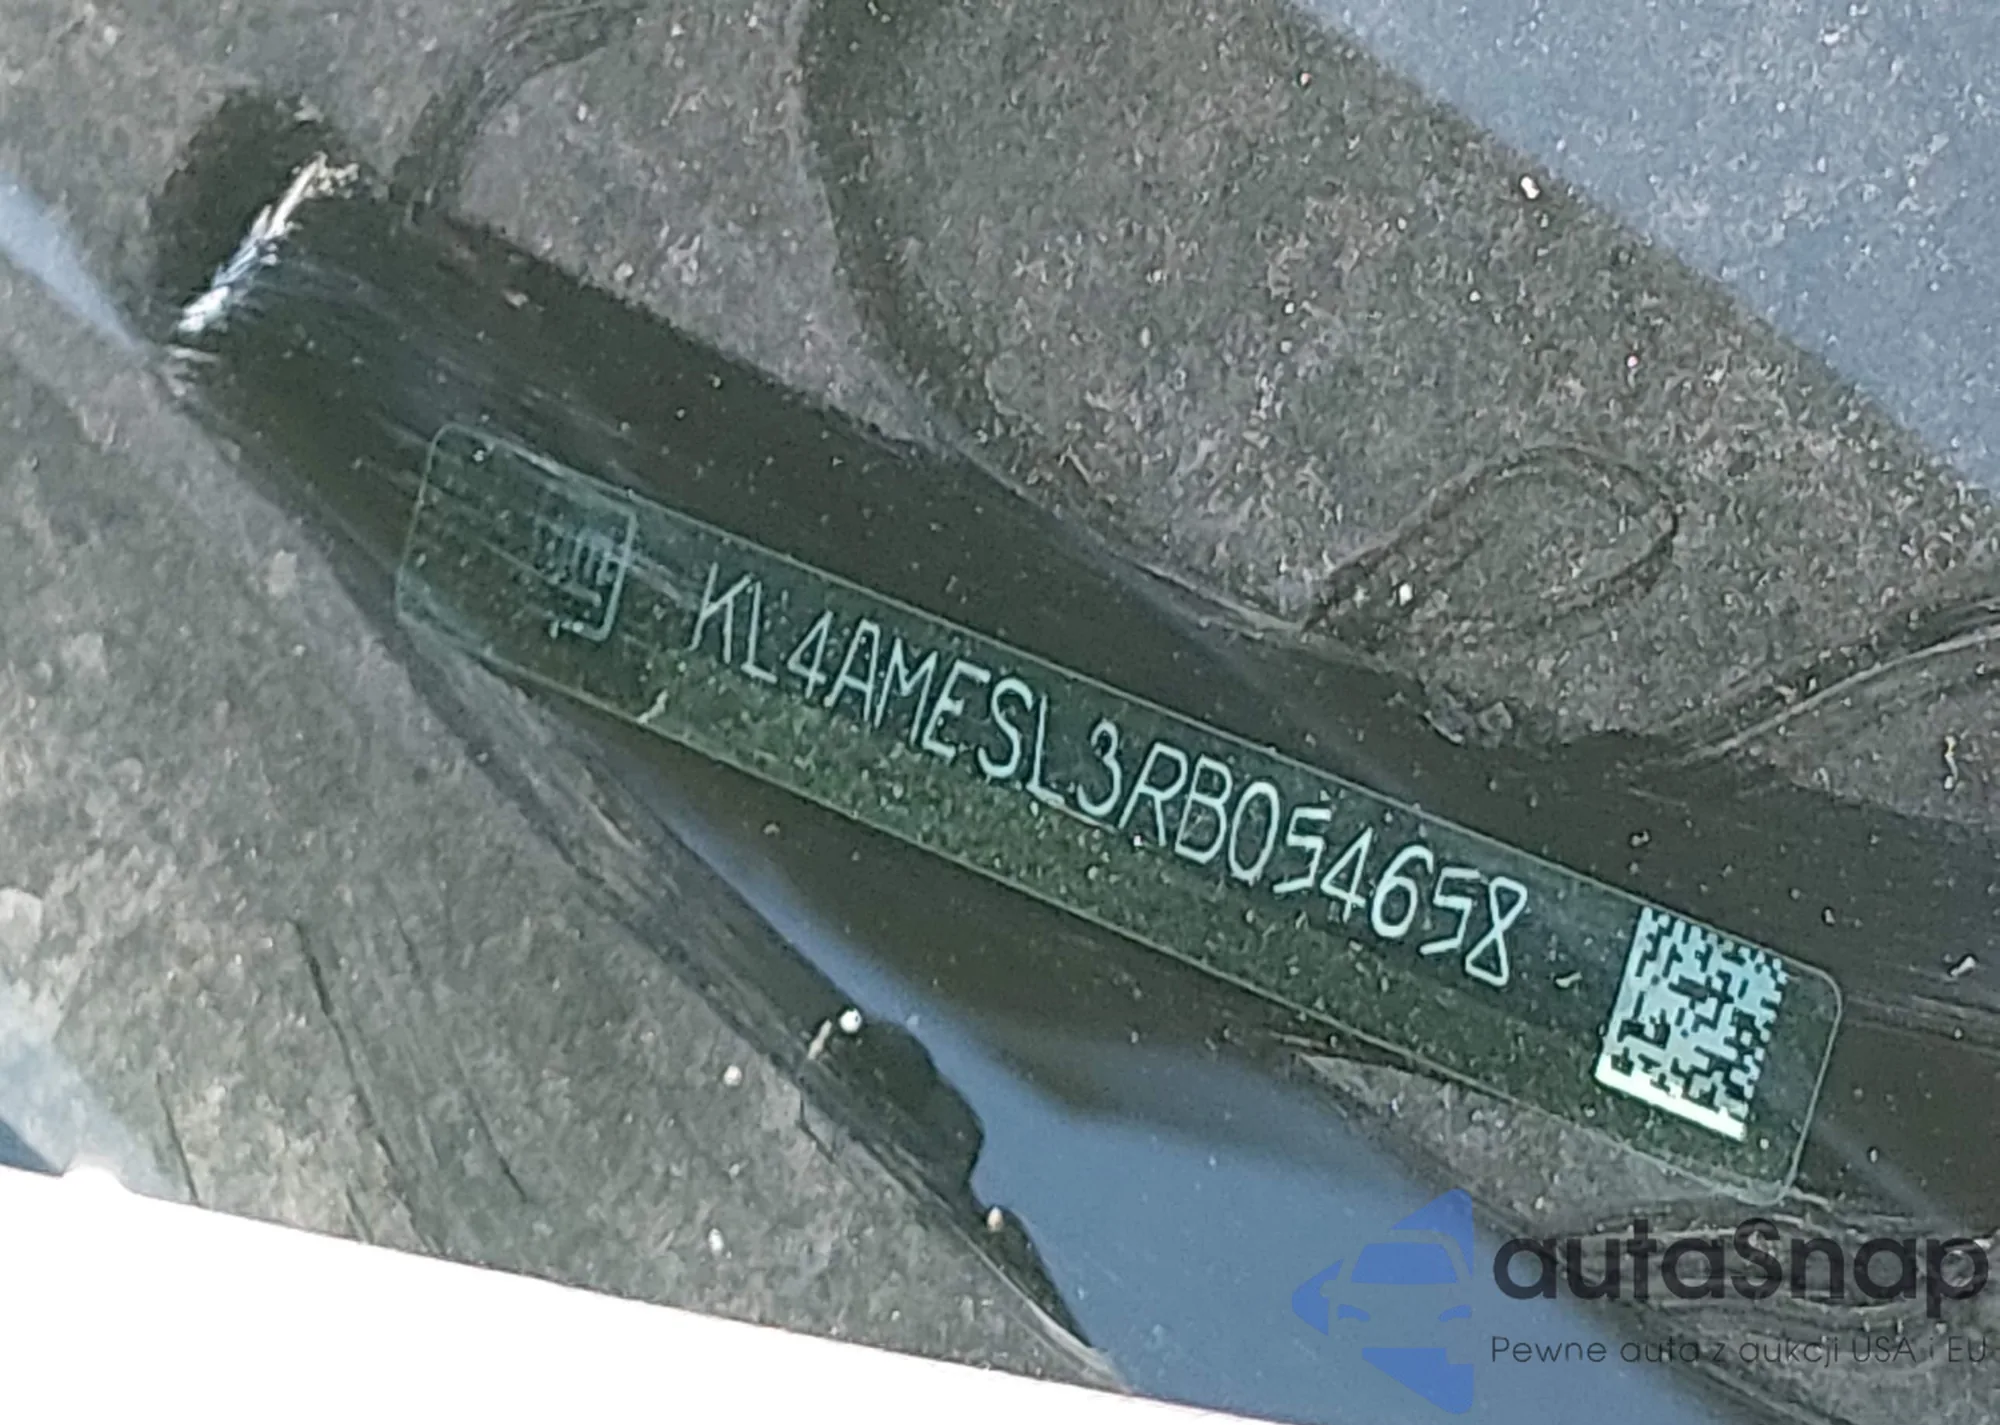 KL4AMESL3RB054658
autaSnap
Pewne auta z aukcji USA i EU